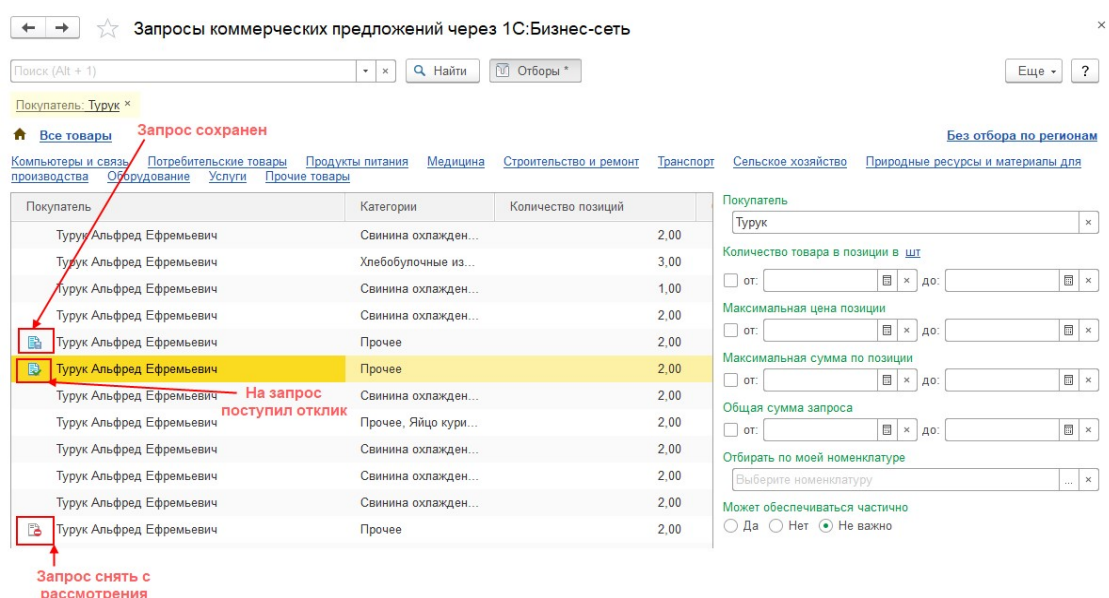 Запросы коммерческих предложений через 1С:Бизнес-сеть
Поиск (Alt + 1)
Найти
Отборы *
Еще
?
Покупатель: Турук ×
Запрос сохранен
Все товары
Без отбора по регионам
Компьютеры и связь Потребительские товары Продукты питания Медицина Строительство и ремонт Транспорт Сельское хозяйство Природные ресурсы и материалы для
производства Оборудование Услуги Прочие товары
Покупатель Категории Количество позиций
Турук Альфред Ефремьевич Свинина охлажден... 2,00
Турук Альфред Ефремьевич Хлебобулочные из... 3,00
Турук Альфред Ефремьевич Свинина охлажден... 1,00
Турук Альфред Ефремьевич Свинина охлажден... 2,00
Турук Альфред Ефремьевич Прочее 2,00
Турук Альфред Ефремьевич Прочее 2,00
Турук Альфред Ефремьевич Свинина охлажден... 2,00
Турук Альфред Ефремьевич Прочее, Яйцо кури... 2,00
Турук Альфред Ефремьевич Свинина охлажден... 2,00
Турук Альфред Ефремьевич Свинина охлажден... 2,00
Турук Альфред Ефремьевич Свинина охлажден... 2,00
Турук Альфред Ефремьевич Прочее 2,00
На запрос
поступил отклик
Запрос снять с
рассмотрения
Покупатель
Турук
Количество товара в позиции в шт
от: до:
Максимальная цена позиции
от: до:
Максимальная сумма по позиции
от: до:
Общая сумма запроса
от: до:
Отбирать по моей номенклатуре
Выберите номенклатуру ...
Может обеспечиваться частично
Да Нет Не важно